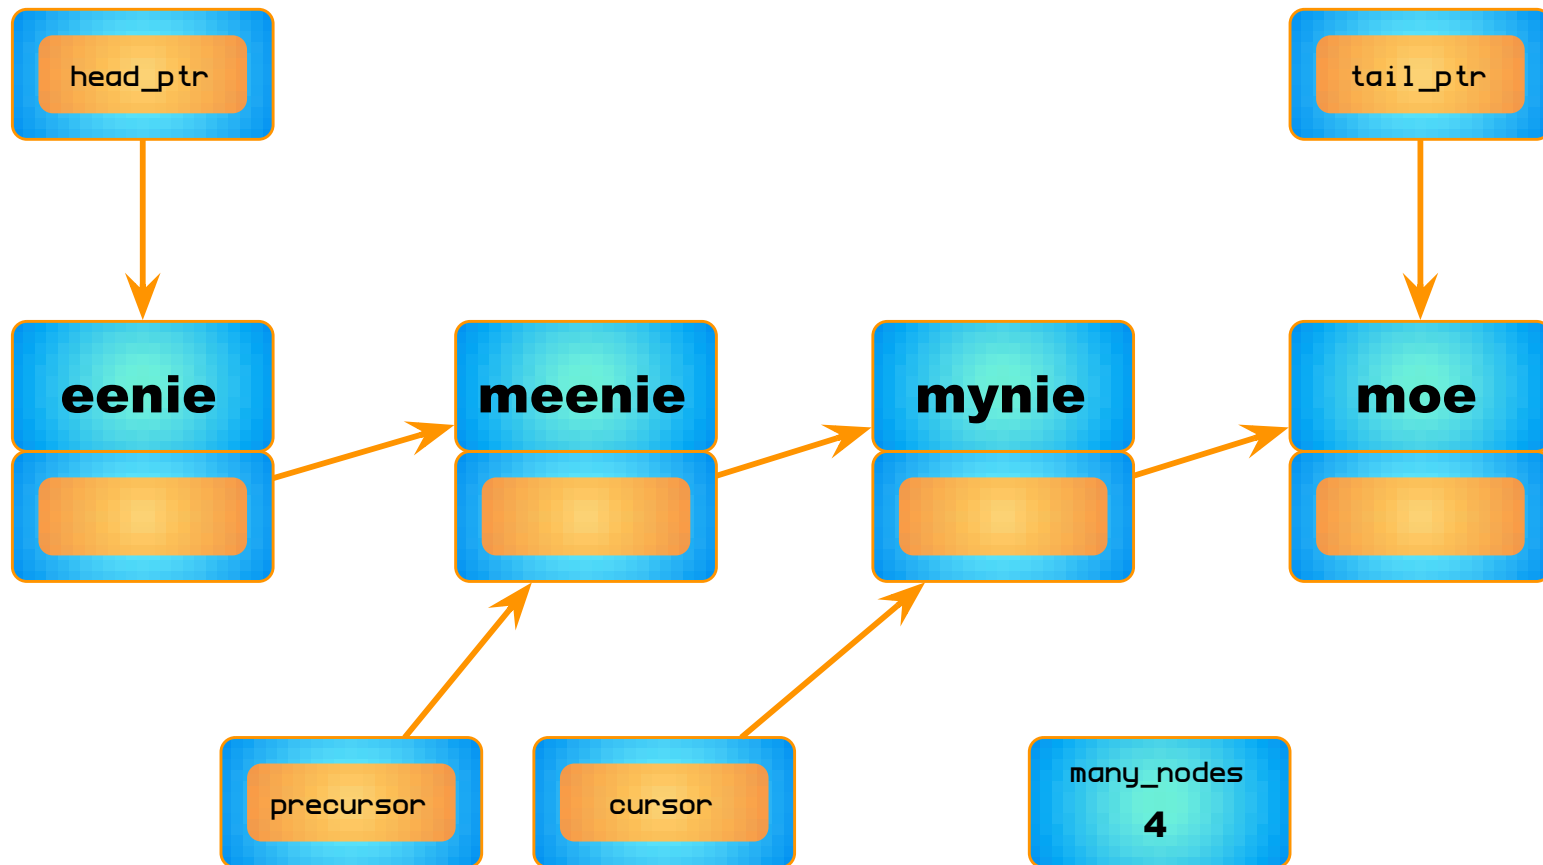 head_ptr
tail_ptr
eenie
meenie
mynie
moe
precursor
cursor
many_nodes
4